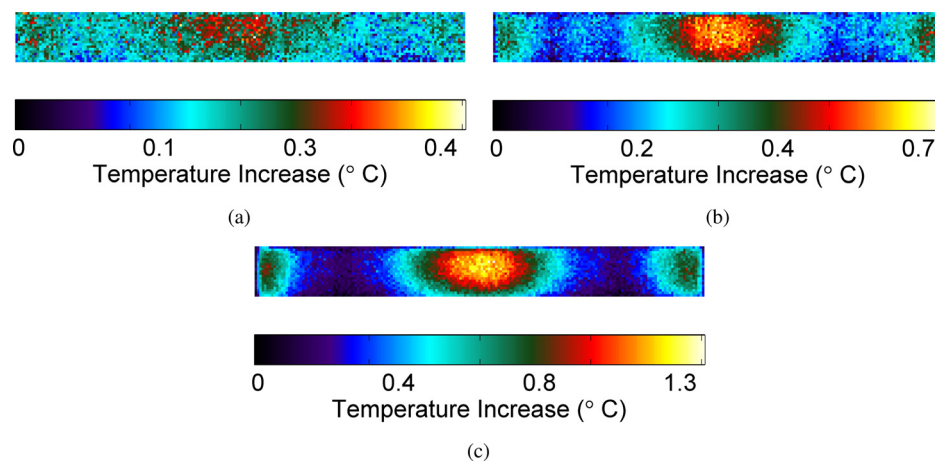 0 0.1 0.3 0.4
Temperature Increase (° C)
(a)
0 0.2 0.4 0.7
Temperature Increase (° C)
(b)
0 0.4 0.8 1.3
Temperature Increase (° C)
(c)